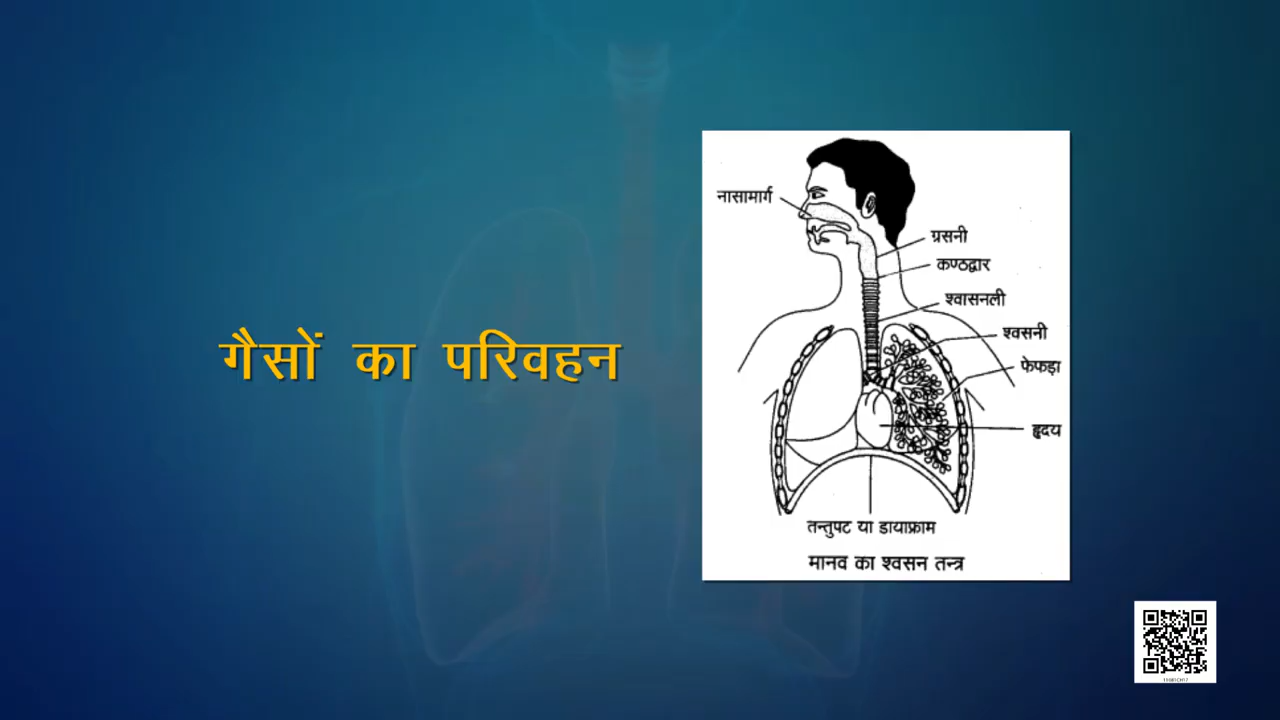 गैसों का परिवहन
नासामार्ग
ग्रसनी
कण्ठद्वार
श्वासनली
श्वसनी
फेफड़ा
हृदय
तन्तुपट या डायाफ्राम
मानव का श्वसन तन्त्र